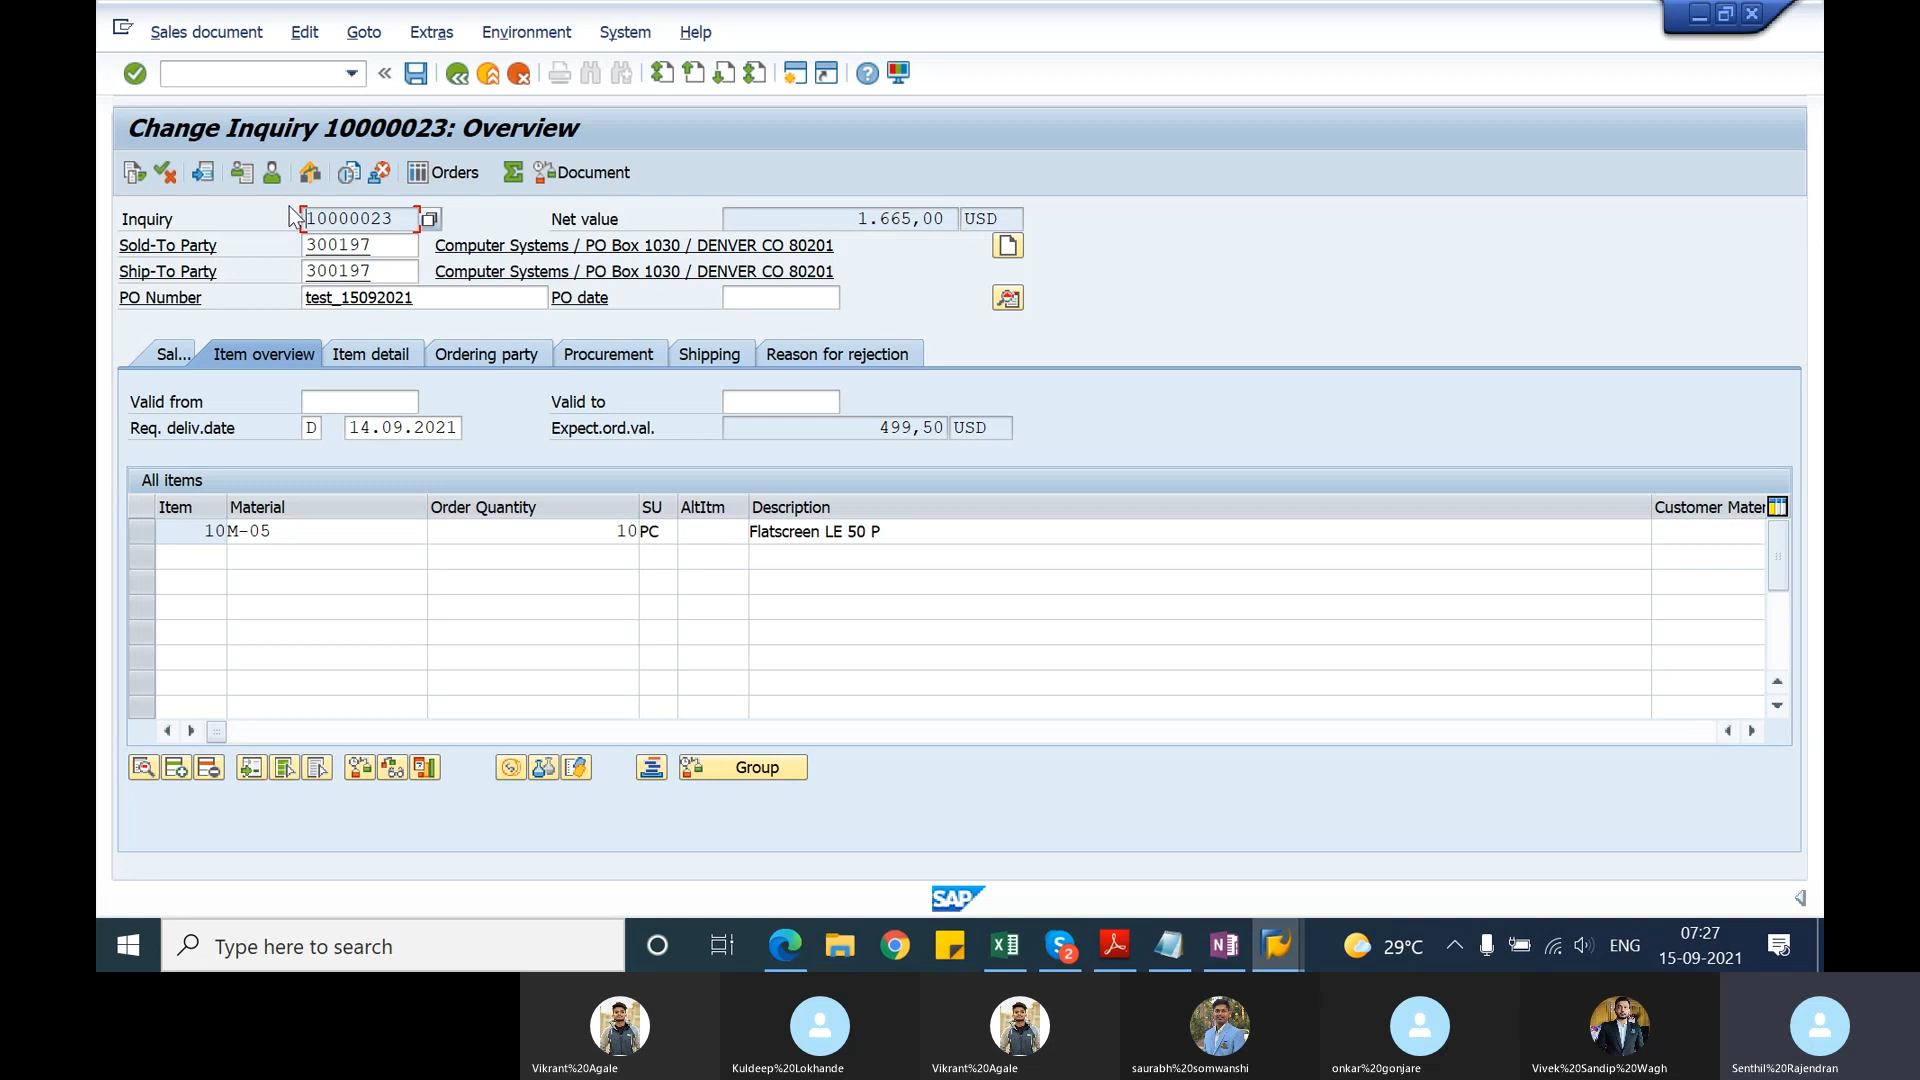 Sales document Edit Goto Extras Environment System Help
Change Inquiry 10000023: Overview
Orders Document
Inquiry 10000023 Net value 1.665,00 USD
Sold-To Party 300197 Computer Systems / PO Box 1030 / DENVER CO 80201
Ship-To Party 300197 Computer Systems / PO Box 1030 / DENVER CO 80201
PO Number test_15092021 PO date
Sal... Item overview Item detail Ordering party Procurement Shipping Reason for rejection
Valid from Valid to
Req. deliv.date D 14.09.2021 Expect.ord.val. 499,50 USD
All items
Item Material Order Quantity SU AltItm Description Customer Mater
10 M-05 10 PC Flatscreen LE 50 P
Group
SAP
Type here to search 2 29°C ENG 07:27
15-09-2021
Vikrant%20Agale Kuldeep%20Lokhande Vikrant%20Agale saurabh%20somwanshi onkar%20gonjare Vivek%20Sandip%20Wagh Senthil%20Rajendran